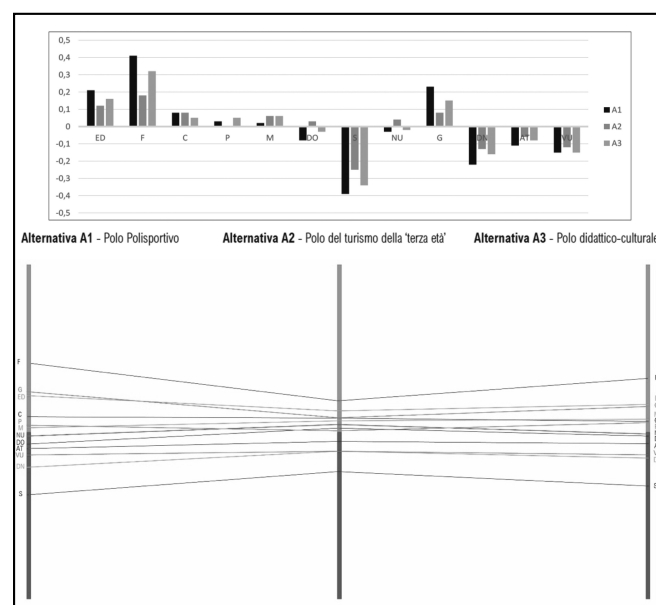 0,5
0,4
0,3
0,2
0,1
0
-0,1
-0,2
-0,3
-0,4
-0,5
ED F C P M DO S NU G DN AT VU
A1
A2
A3
Alternativa A1 - Polo Polisportivo Alternativa A2 - Polo del turismo della ‘terza età’ Alternativa A3 - Polo didattico-culturale
F
G
ED
C
P
M
NU
DO
AT
VU
DN
S